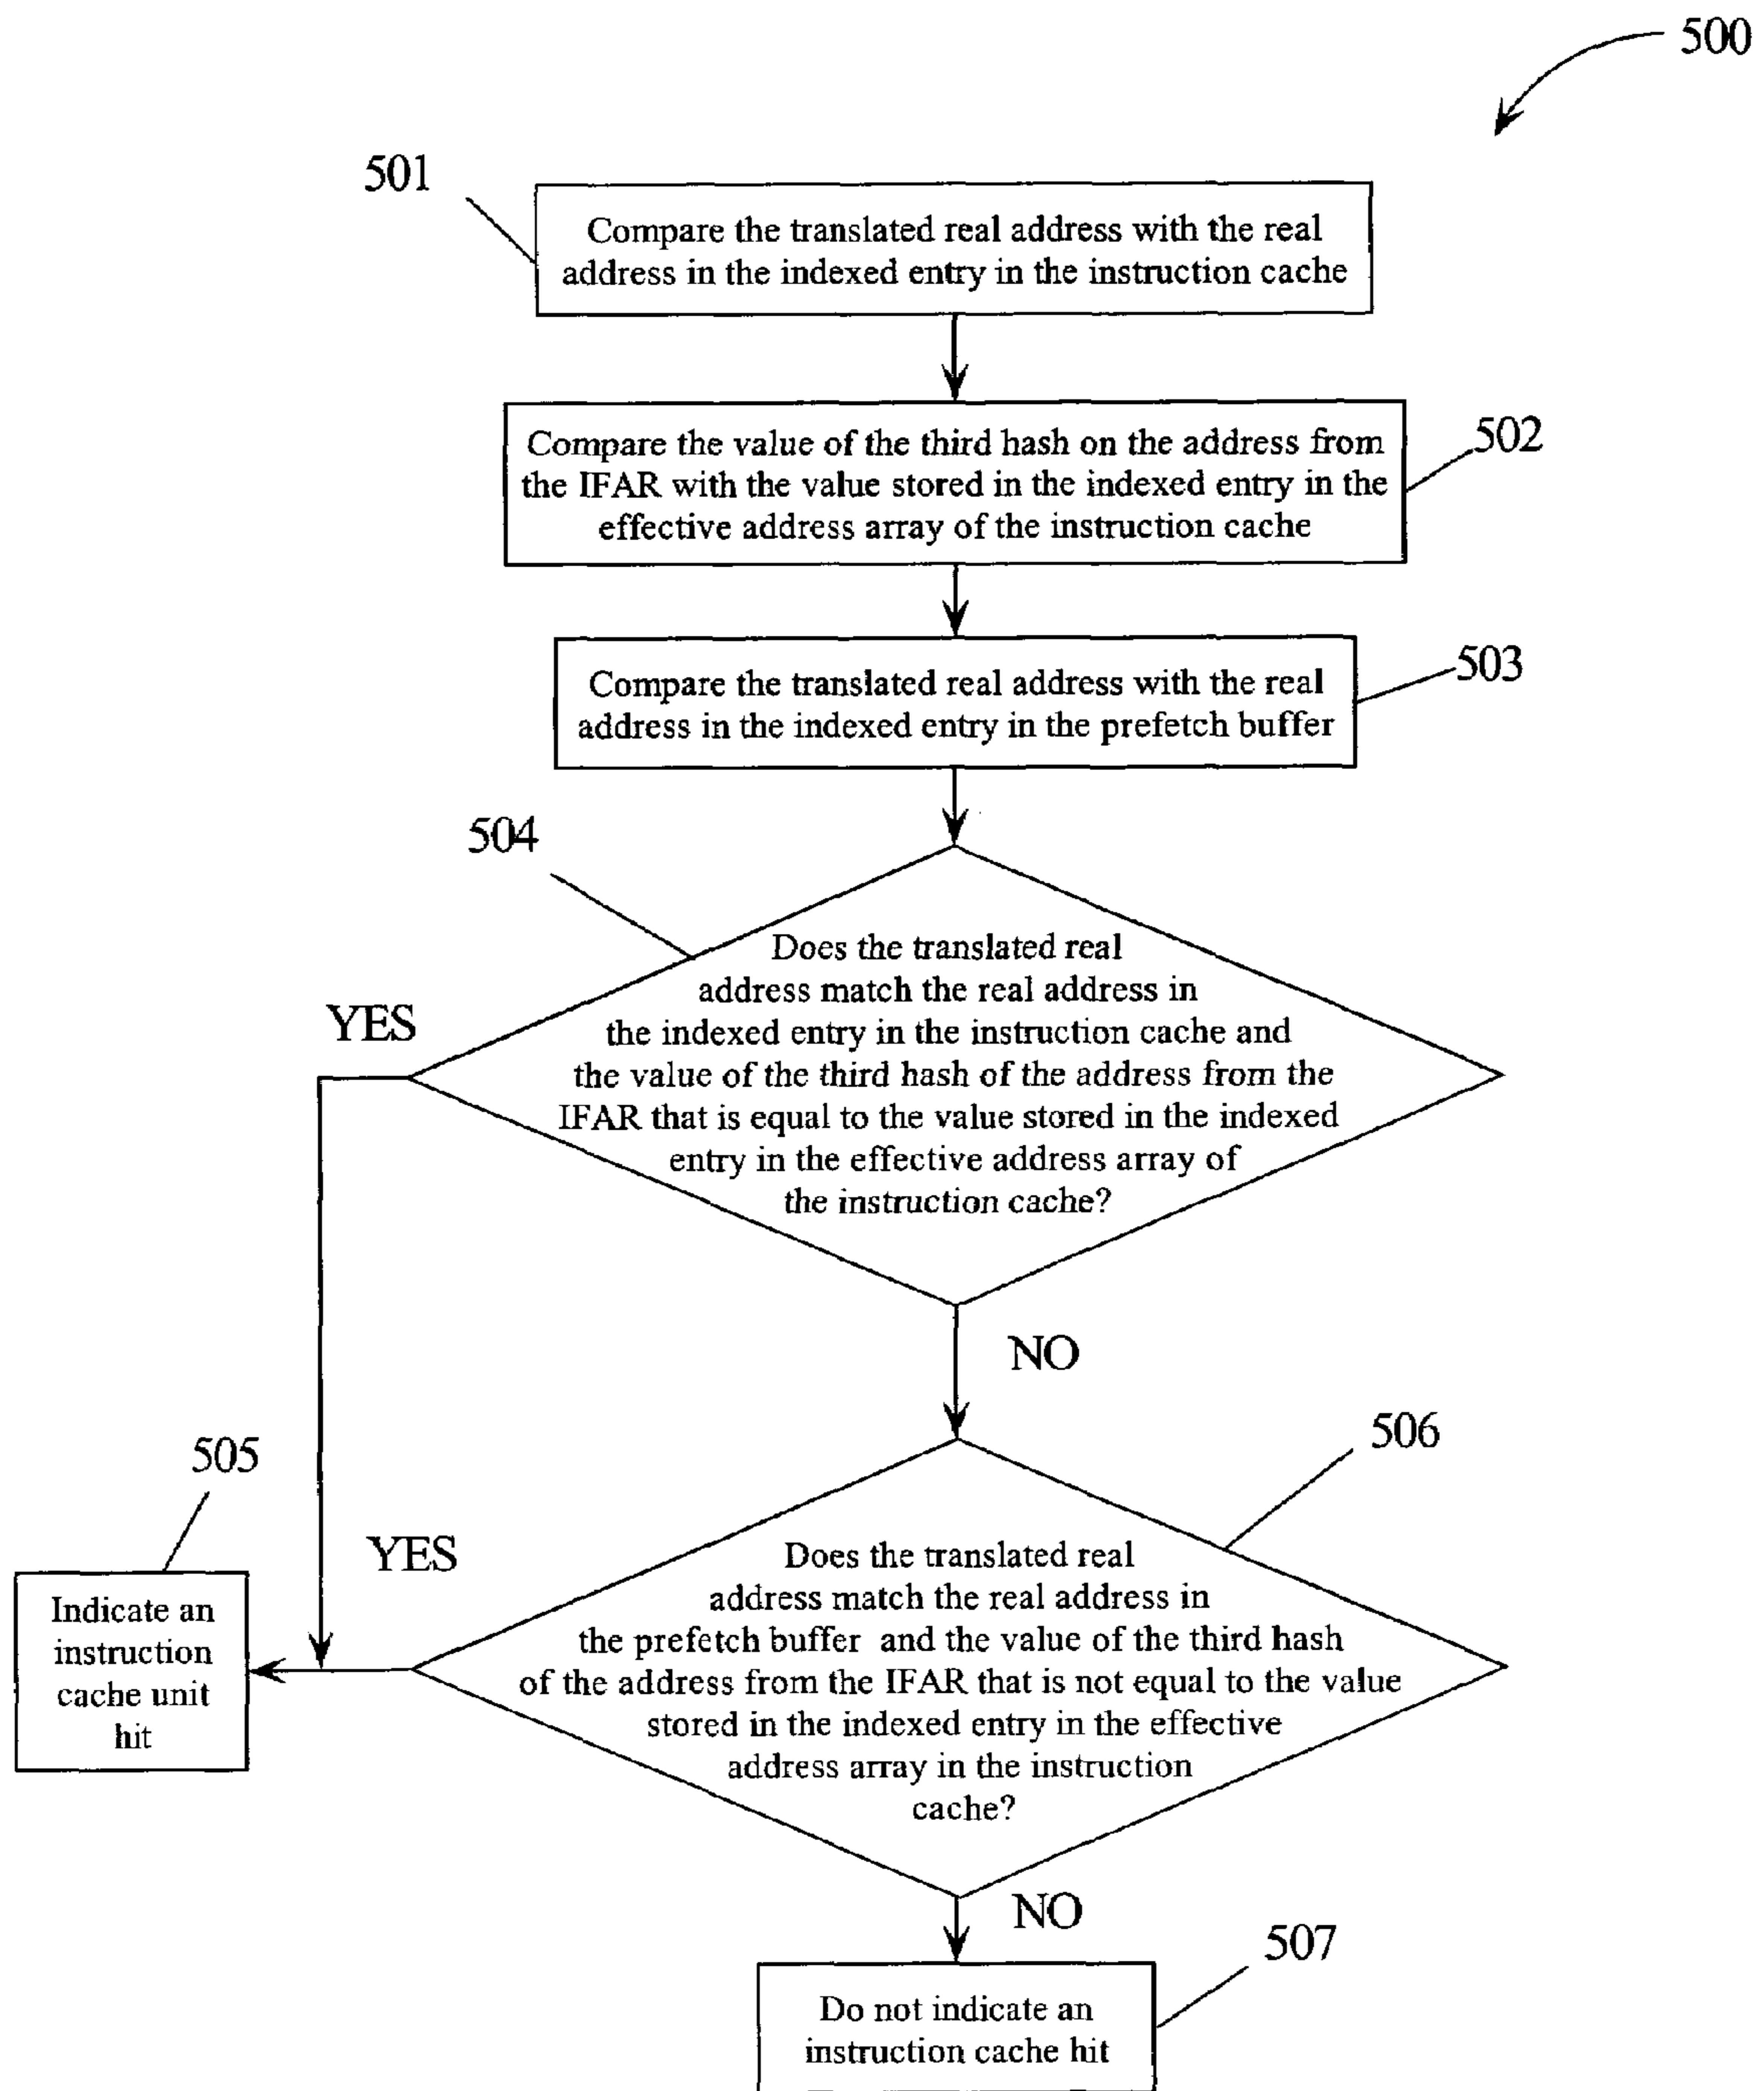 500
501
Compare the translated real address with the real
address in the indexed entry in the instruction cache
502
Compare the value of the third hash on the address from
the IFAR with the value stored in the indexed entry in the
effective address array of the instruction cache
503
Compare the translated real address with the real
address in the indexed entry in the prefetch buffer
504
Does the translated real
address match the real address in
the indexed entry in the instruction cache and
the value of the third hash of the address from the
IFAR that is equal to the value stored in the indexed
entry in the effective address array of
the instruction cache?
YES
NO
505
Indicate an
instruction
cache unit
hit
YES
506
Does the translated real
address match the real address in
the prefetch buffer and the value of the third hash
of the address from the IFAR that is not equal to the value
stored in the indexed entry in the effective
address array in the instruction
cache?
NO
507
Do not indicate an
instruction cache hit